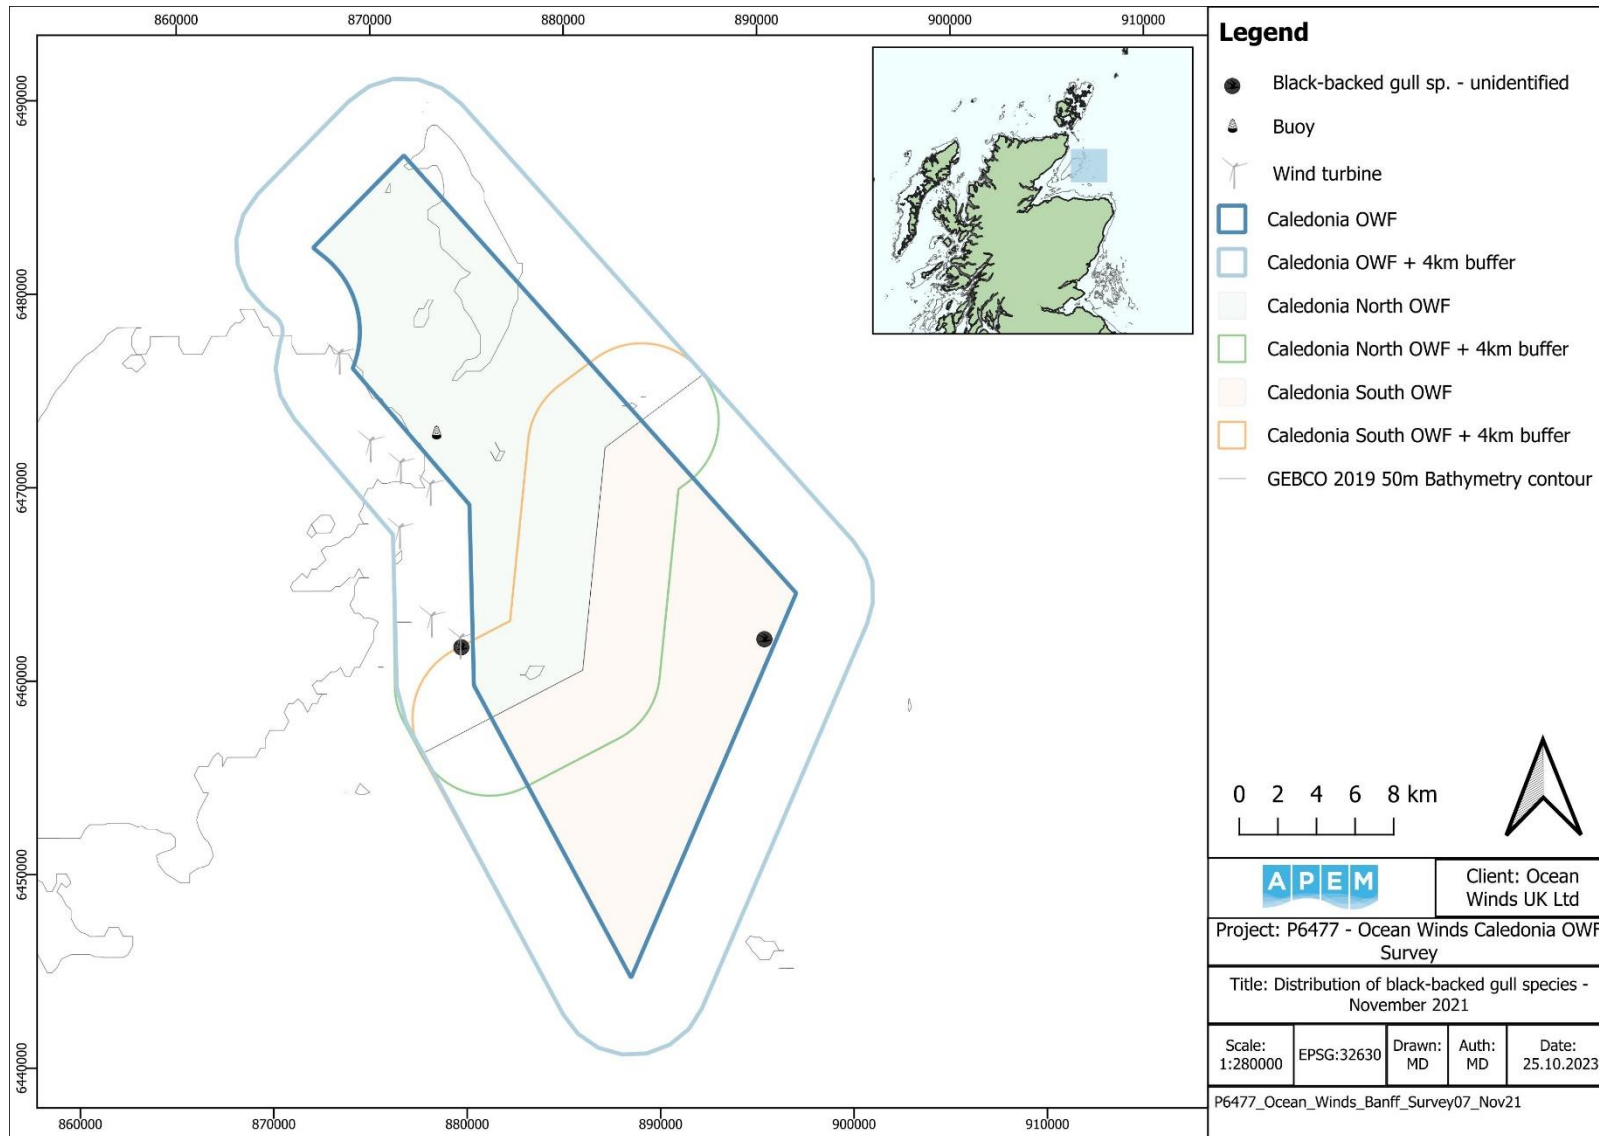 860000 870000 880000 890000 900000 910000
6490000
6480000
6470000
6460000
6450000
6440000
860000 870000 880000 890000 900000 910000
Legend
Black-backed gull sp. - unidentified
Buoy
Wind turbine
Caledonia OWF
Caledonia OWF + 4km buffer
Caledonia North OWF
Caledonia North OWF + 4km buffer
Caledonia South OWF
Caledonia South OWF + 4km buffer
GEBCO 2019 50m Bathymetry contour
0 2 4 6 8 km
APEM
Client: Ocean
Winds UK Ltd
Project: P6477 - Ocean Winds Caledonia OWF
Survey
Title: Distribution of black-backed gull species -
November 2021
Scale:
1:280000
EPSG:32630
Drawn:
MD
Auth:
MD
Date:
25.10.2023
P6477_Ocean_Winds_Banff_Survey07_Nov21